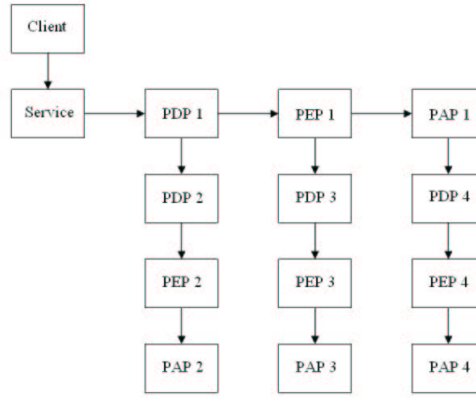 Client
Service
PDP 1
PEP 1
PAP 1
PDP 2
PDP 3
PDP 4
PEP 2
PEP 3
PEP 4
PAP 2
PAP 3
PAP 4